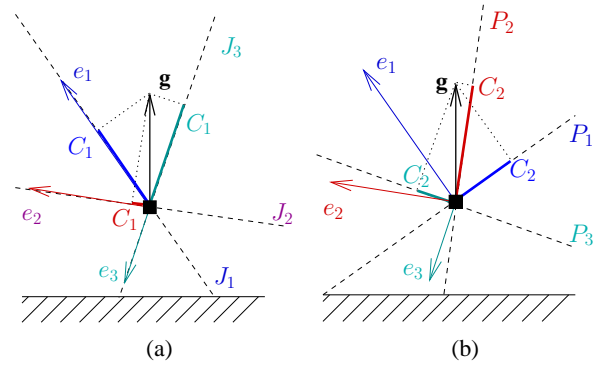 e₁
g
J₃
C₁
C₁
e₂
C₁
J₂
e₃
J₁
(a)
P₂
e₁
g
C₂
P₁
C₂
C₂
e₂
P₃
e₃
(b)